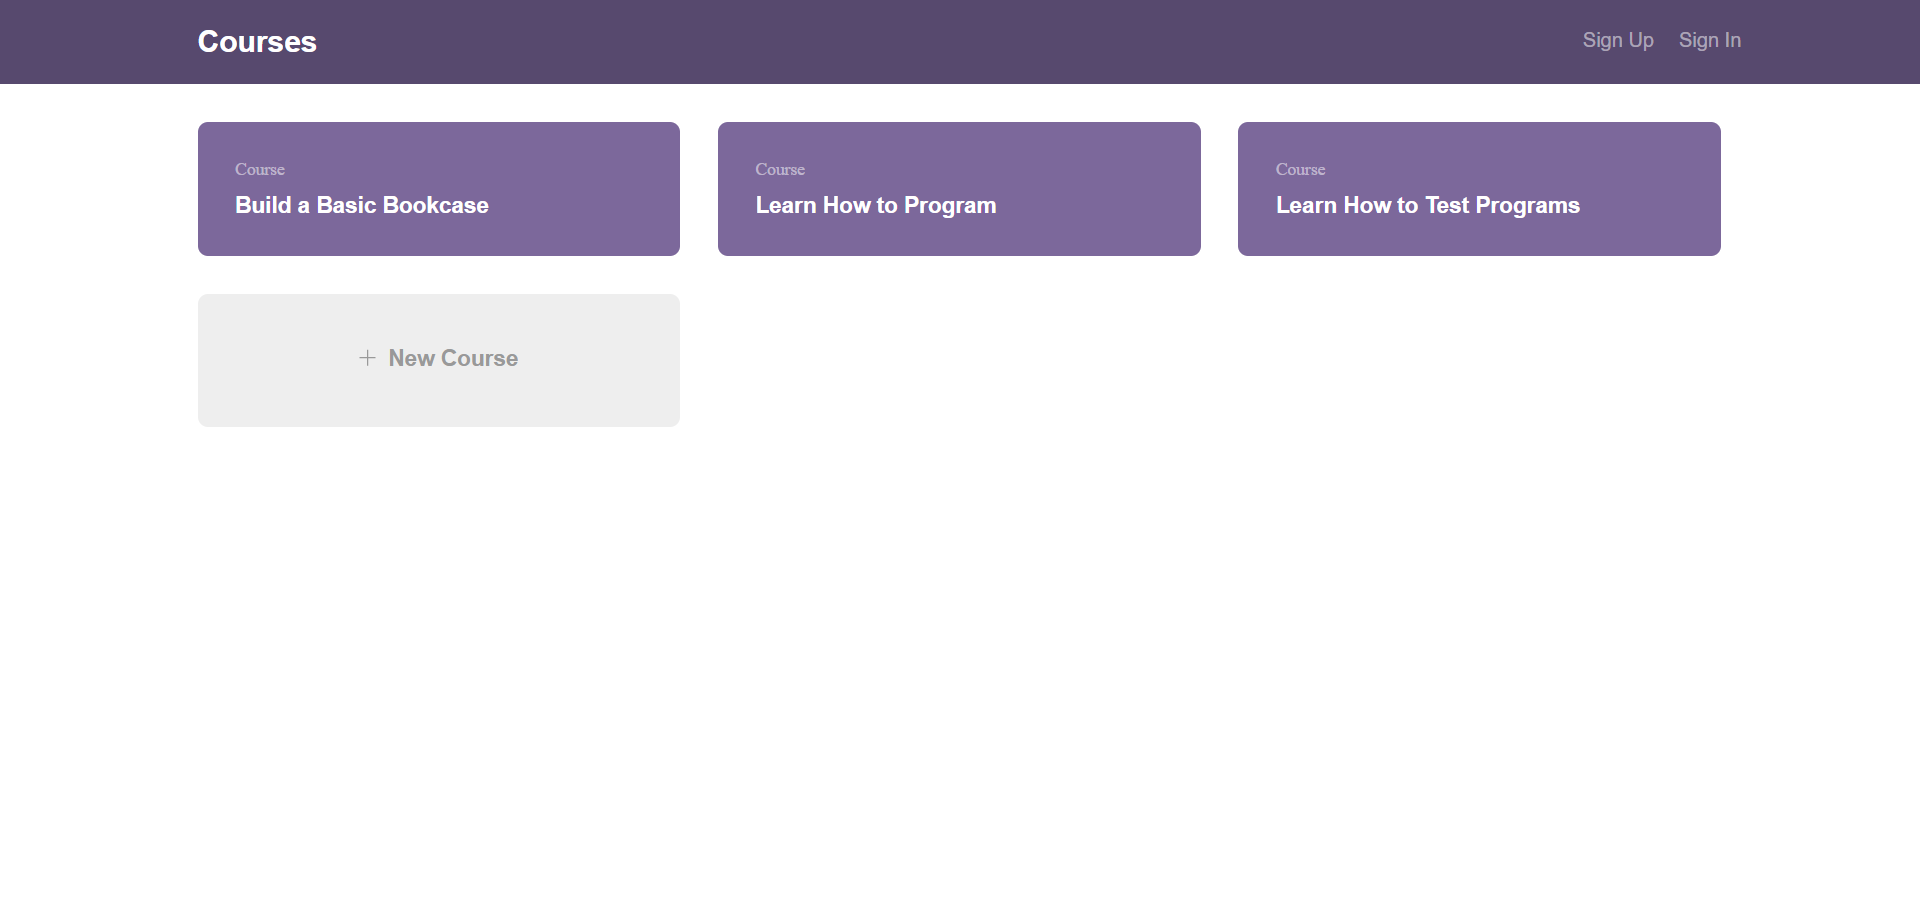 Courses
Sign Up Sign In
Course
Build a Basic Bookcase
Course
Learn How to Program
Course
Learn How to Test Programs
+ New Course